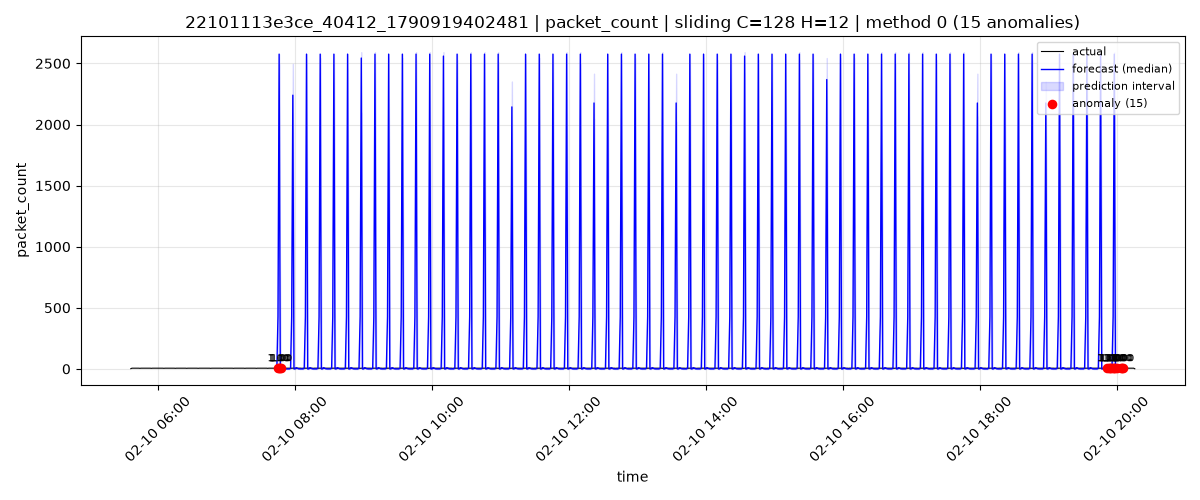 22101113e3ce_40412_1790919402481 | packet_count | sliding C=128 H=12 | method 0 (15 anomalies)
actual
forecast (median)
prediction interval
anomaly (15)
packet_count
2500
2000
1500
1000
500
0
02-10 06:00
02-10 08:00
02-10 10:00
02-10 12:00
02-10 14:00
02-10 16:00
02-10 18:00
02-10 20:00
time